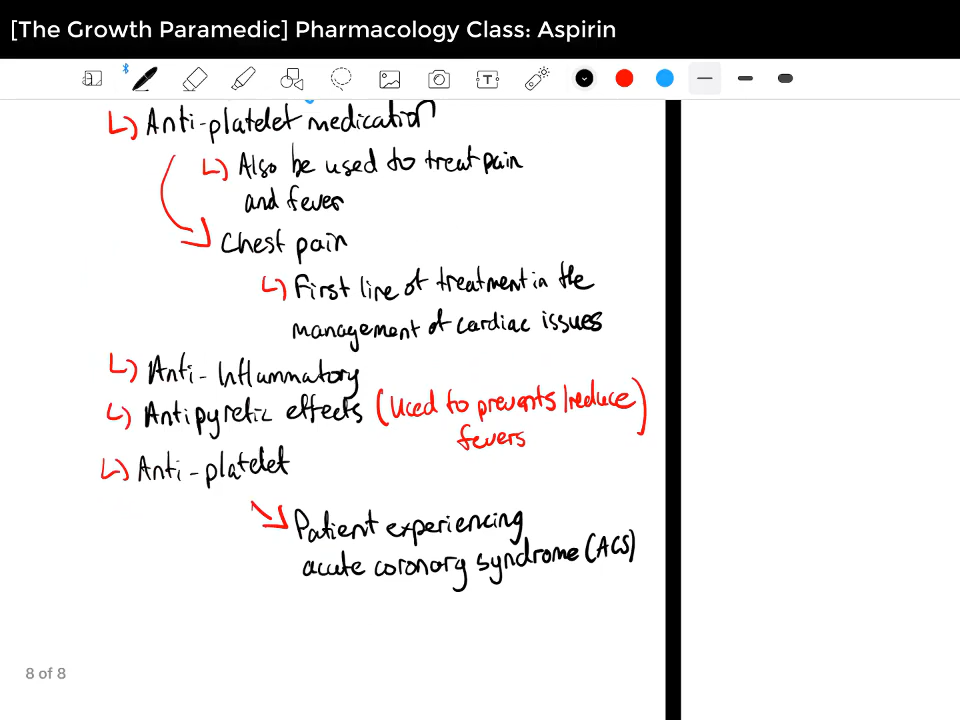 [The Growth Paramedic] Pharmacology Class: Aspirin
Anti-platelet medication
Also be used to treat pain
and fever
Chest pain
First line of treatment in the
management of cardiac issues
Anti-Inflammatory
Antipyretic effects (Used to prevents/reduce
fevers
Anti-platelet
Patient experiencing
acute coronary syndrome (ACS)
8 of 8